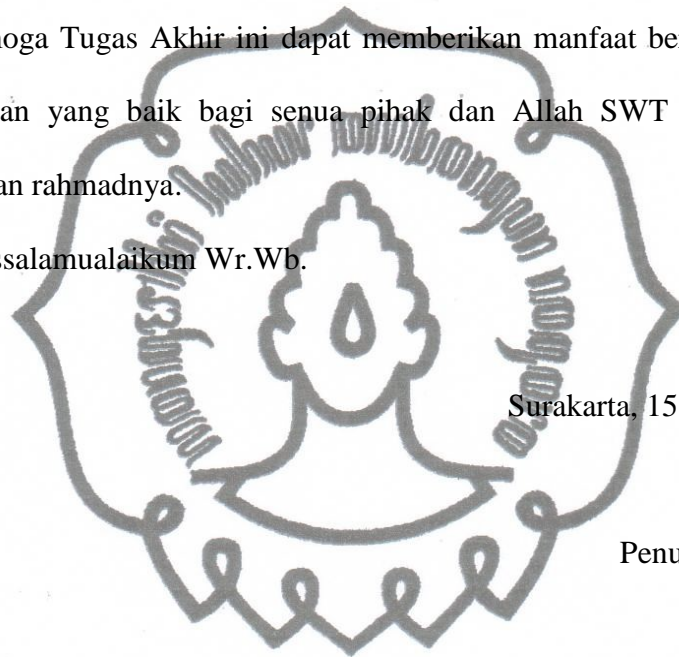 noga Tugas Akhir ini dapat memberikan manfaat be
an yang baik bagi senua pihak dan Allah SWT
an rahmadnya.
ssalamualaikum Wr.Wb.
Surakarta, 15
Penu